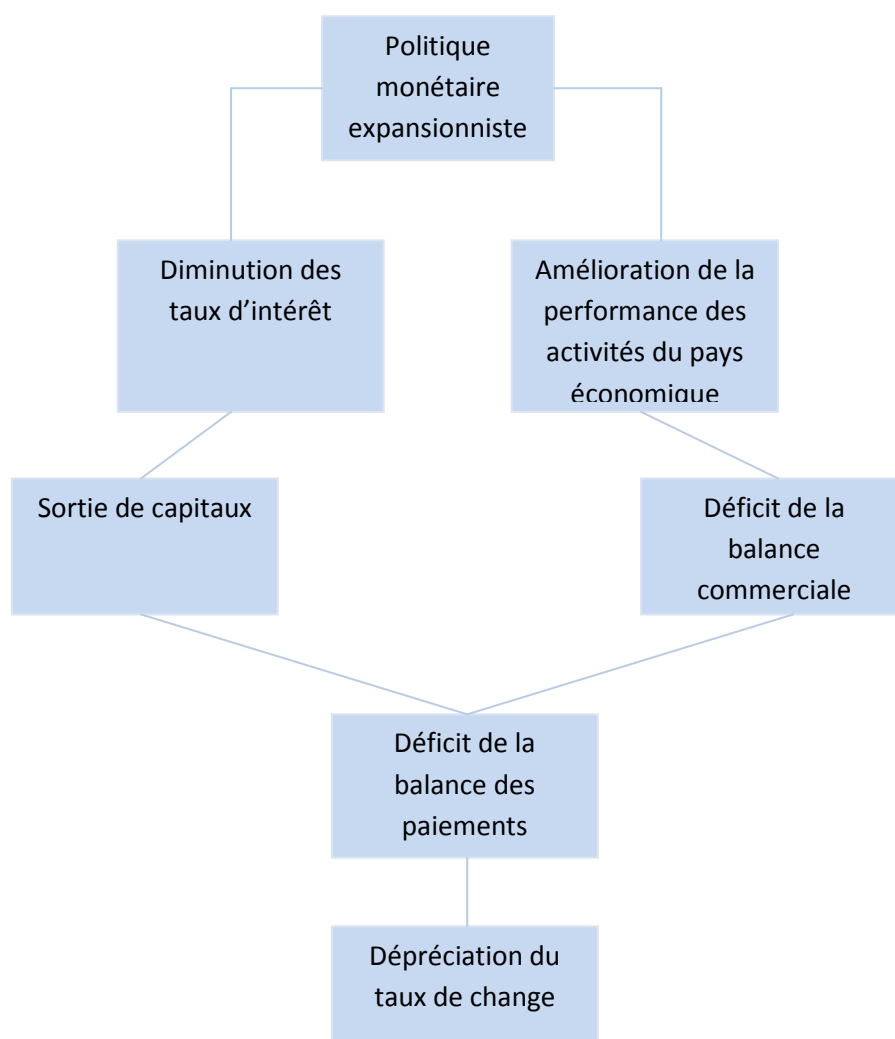 Politique
monétaire
expansionniste
Diminution des
taux d’intérêt
Amélioration de la
performance des
activités du pays
économique
Sortie de capitaux
Déficit de la
balance
commerciale
Déficit de la
balance des
paiements
Dépréciation du
taux de change